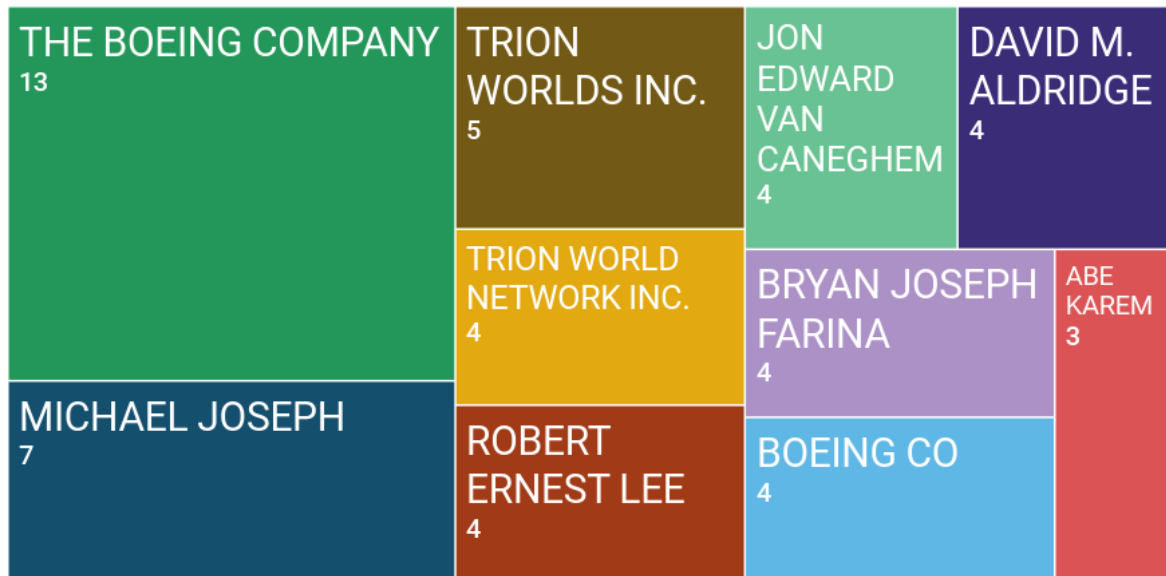 THE BOEING COMPANY
13
MICHAEL JOSEPH
7
TRION
WORLDS INC.
5
TRION WORLD
NETWORK INC.
4
ROBERT
ERNEST LEE
4
JON
EDWARD
VAN
CANEGHEM
4
DAVID M.
ALDRIDGE
4
BRYAN JOSEPH
FARINA
4
BOEING CO
4
ABE
KAREM
3